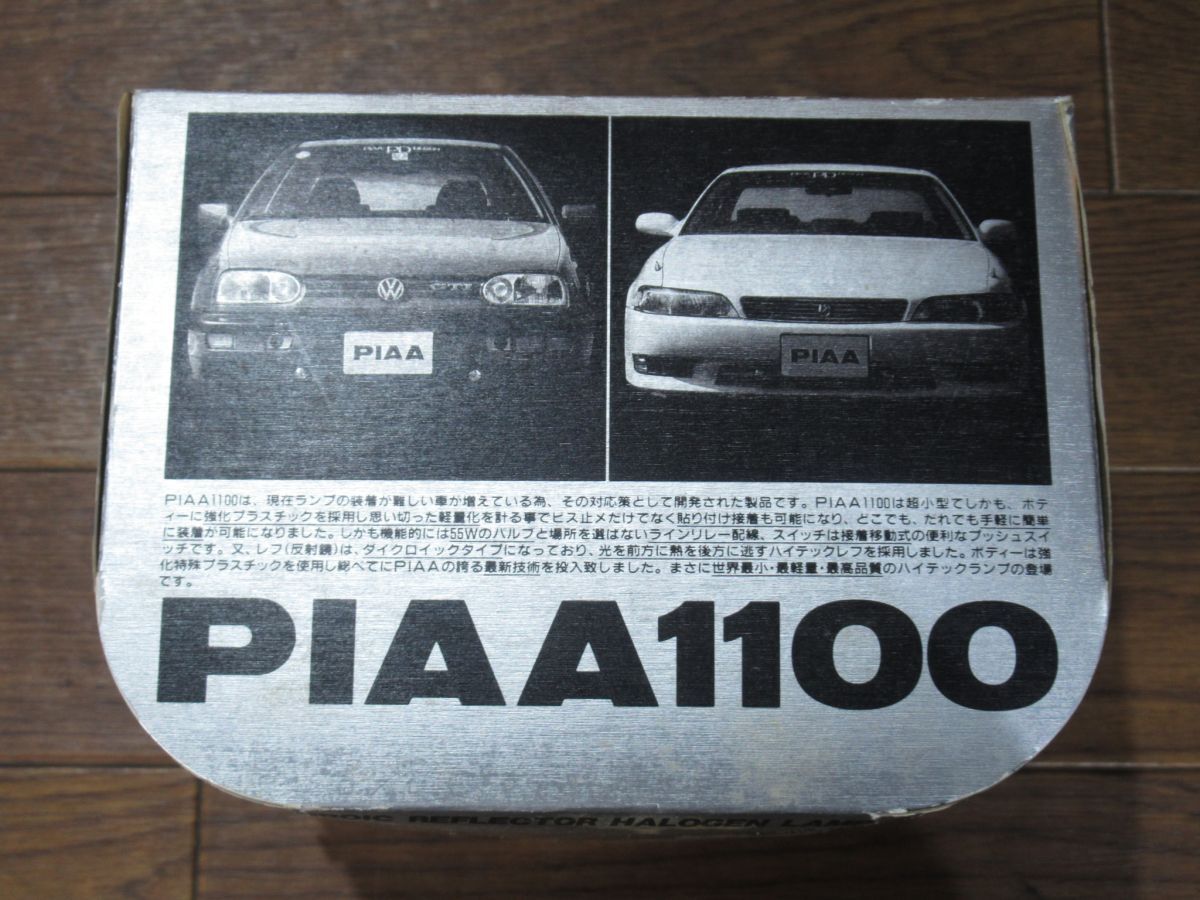 PIAA
VW
GTI
PIAA
PIAA
PIAA1100は、現在ランプの装着が難しい車が増えている為、その対応策として開発された製品です。PIAA1100は超小型でしかも、ボデ
ィーに強化プラスチックを採用し思い切った軽量化を計る事でビス止メだけでなく貼り付け接着も可能になり、どこでも、だれでも手軽に簡単
に装着が可能になりました。しかも機能的には55Wのバルブと場所を選ばないラインリレー配線、スイッチは接着移動式の便利なプッシュスイ
ッチです。又、レフ(反射鏡)は、ダイクロイックタイプになっており、光を前方に熱を後方に逃すハイテックレフを採用しました。ボディーは強
化特殊プラスチックを使用し総べてにPIAAの誇る最新技術を投入致しました。まさに世界最小・最軽量・最高品質のハイテックランプの登場
です。
PIAA1100
ROIC REFLECTOR HALOGEN LAM